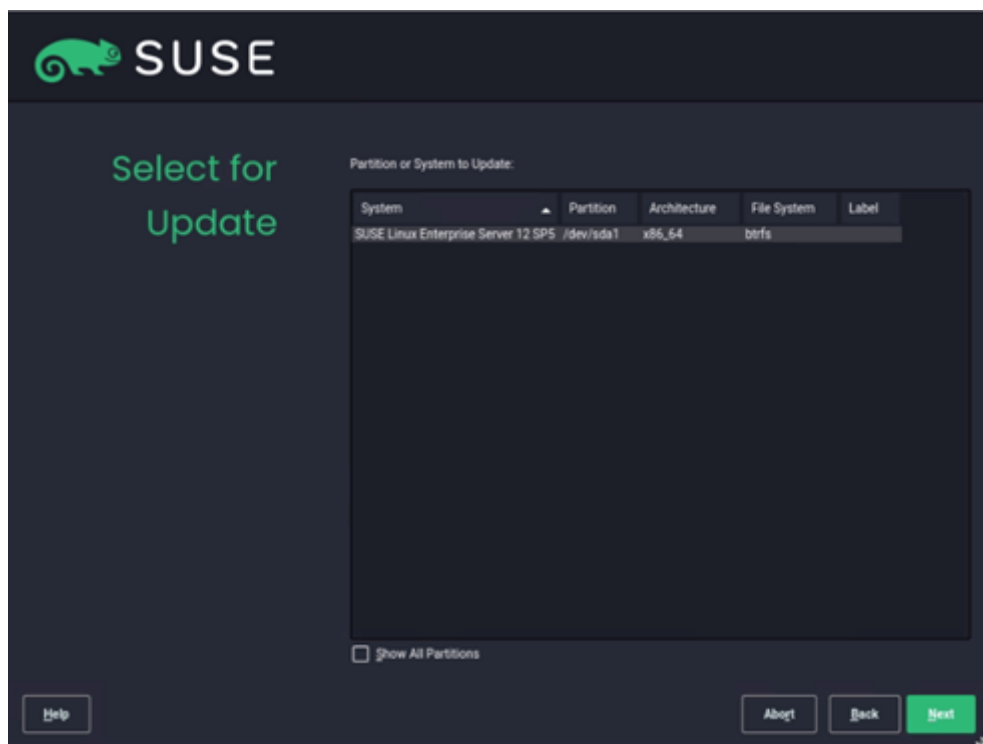 SUSE
Select for
Update
Partition or System to Update:
System Partition Architecture File System Label
SUSE Linux Enterprise Server 12 SP5 /dev/sda1 x86_64 btrfs
Show All Partitions
Help Abort Back Next